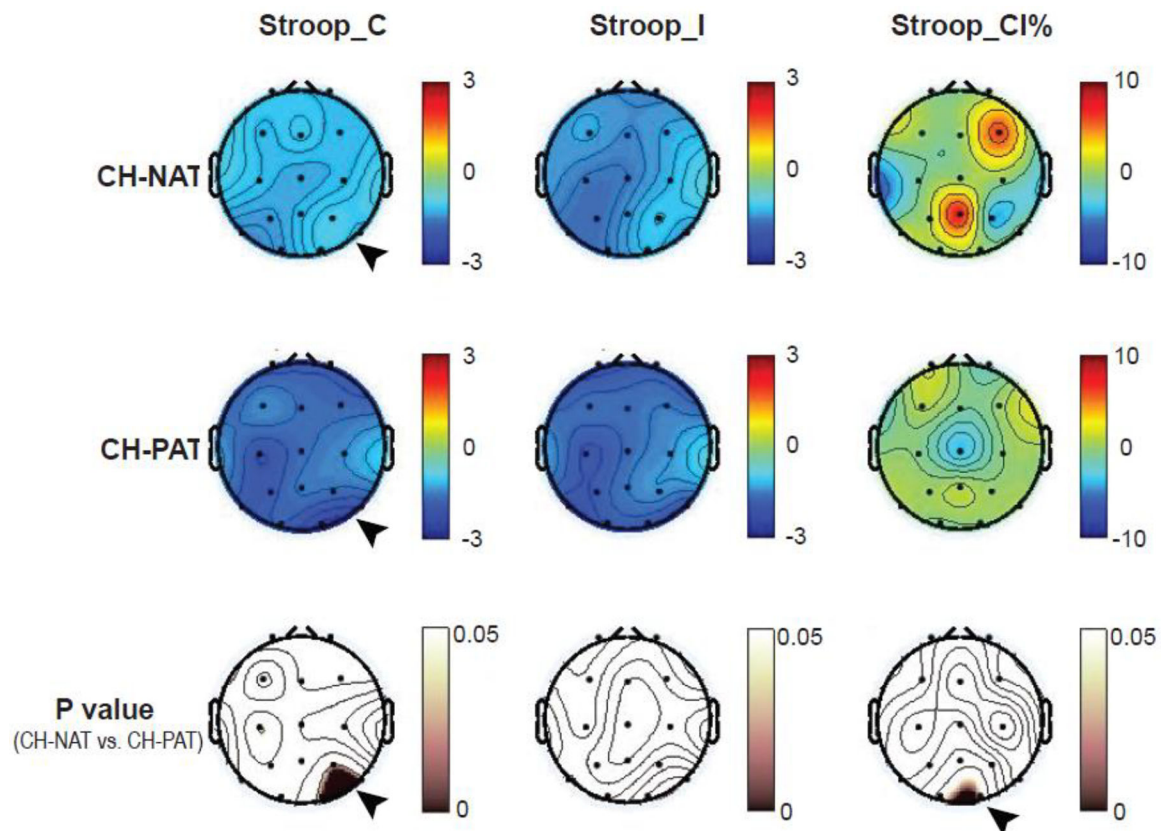 Stroop_C Stroop_I Stroop_CI%
3 3 10
CH-NAT 0 0 0
-3 -3 -10
3 3 10
CH-PAT 0 0 0
-3 -3 -10
0.05 0.05 0.05
P value
(CH-NAT vs. CH-PAT)
0 0 0